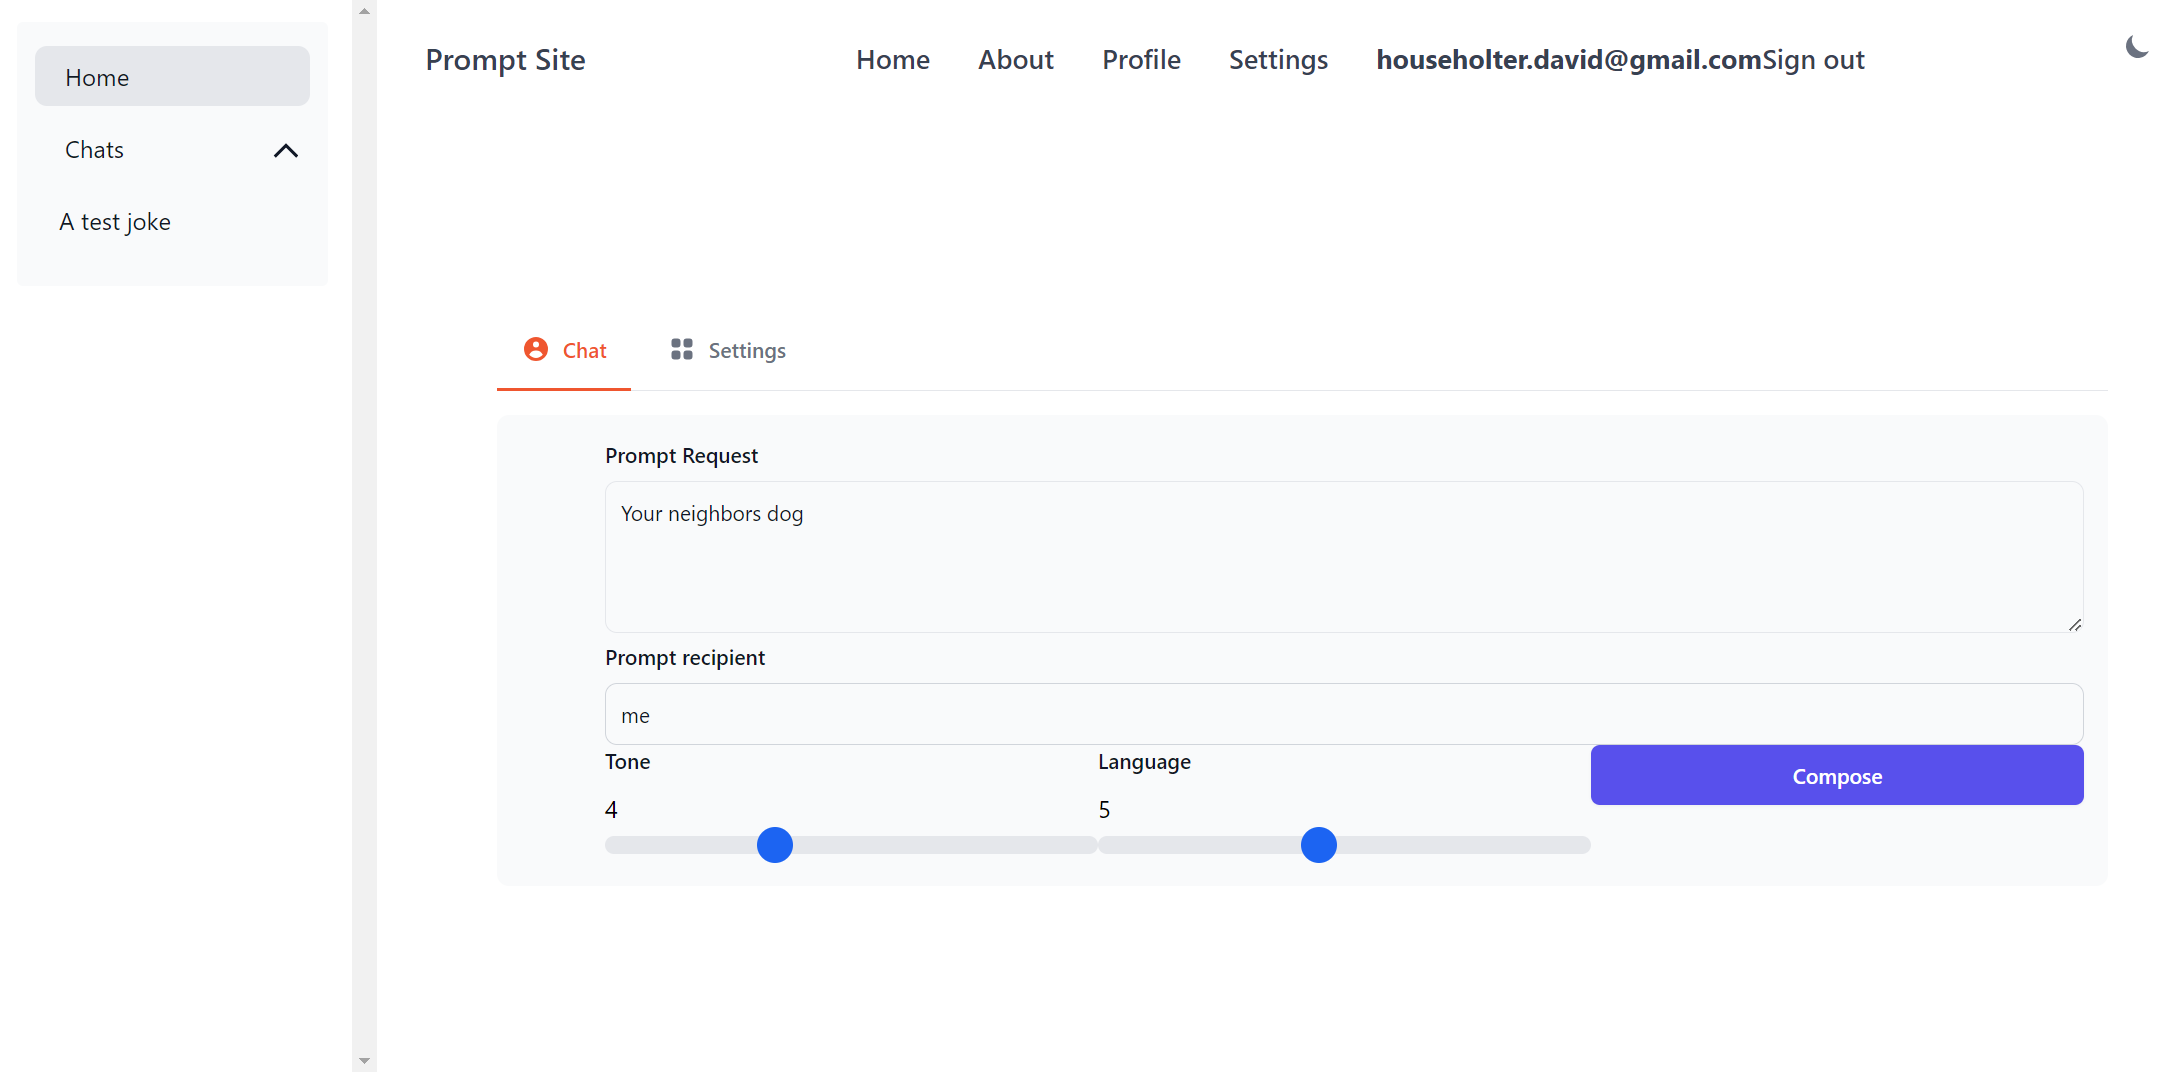 Home
Chats
A test joke
Prompt Site
Home
About
Profile
Settings
householter.david@gmail.comSign out
Chat
Settings
Prompt Request
Your neighbors dog
Prompt recipient
me
Tone
Language
Compose
4
5